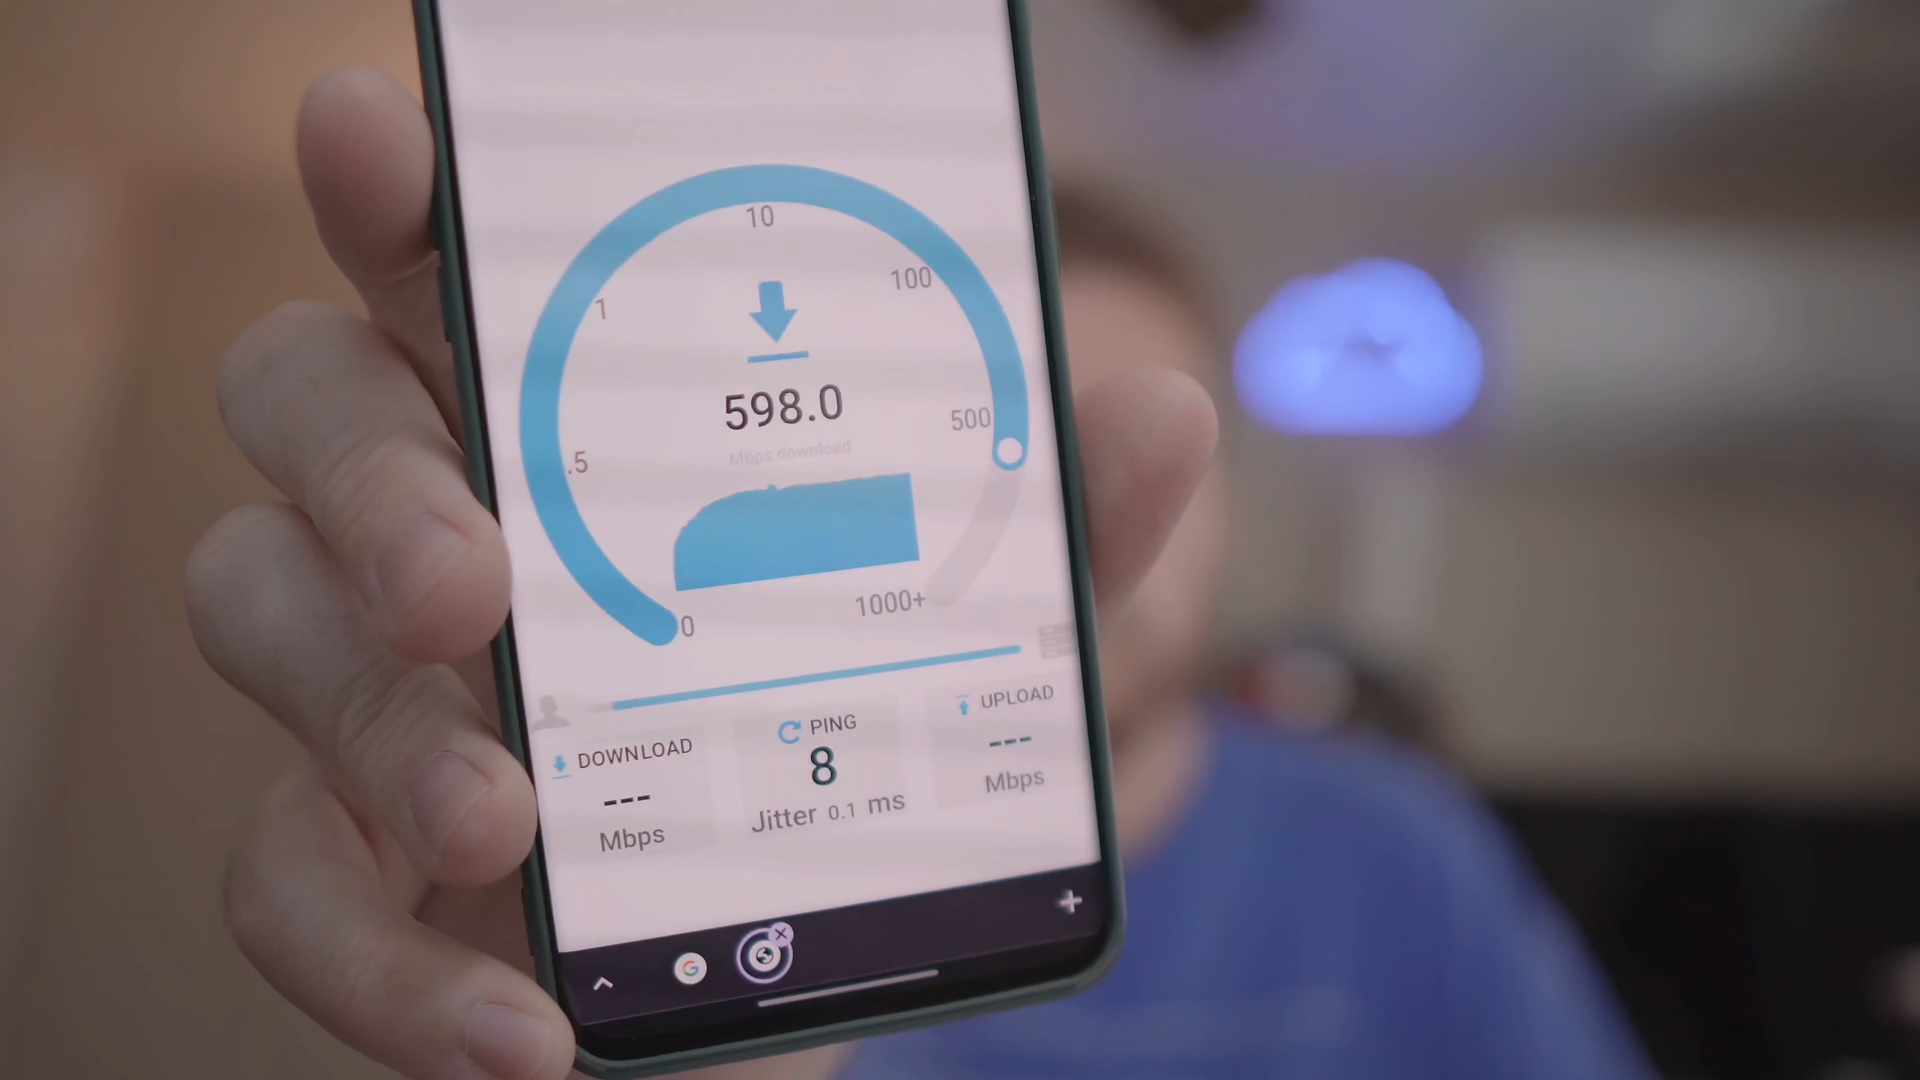 10
100
1
598.0
500
Mbps download
.5
1000+
0
UPLOAD
PING
DOWNLOAD
---
8
---
Mbps
Jitter 0.1 ms
Mbps
G